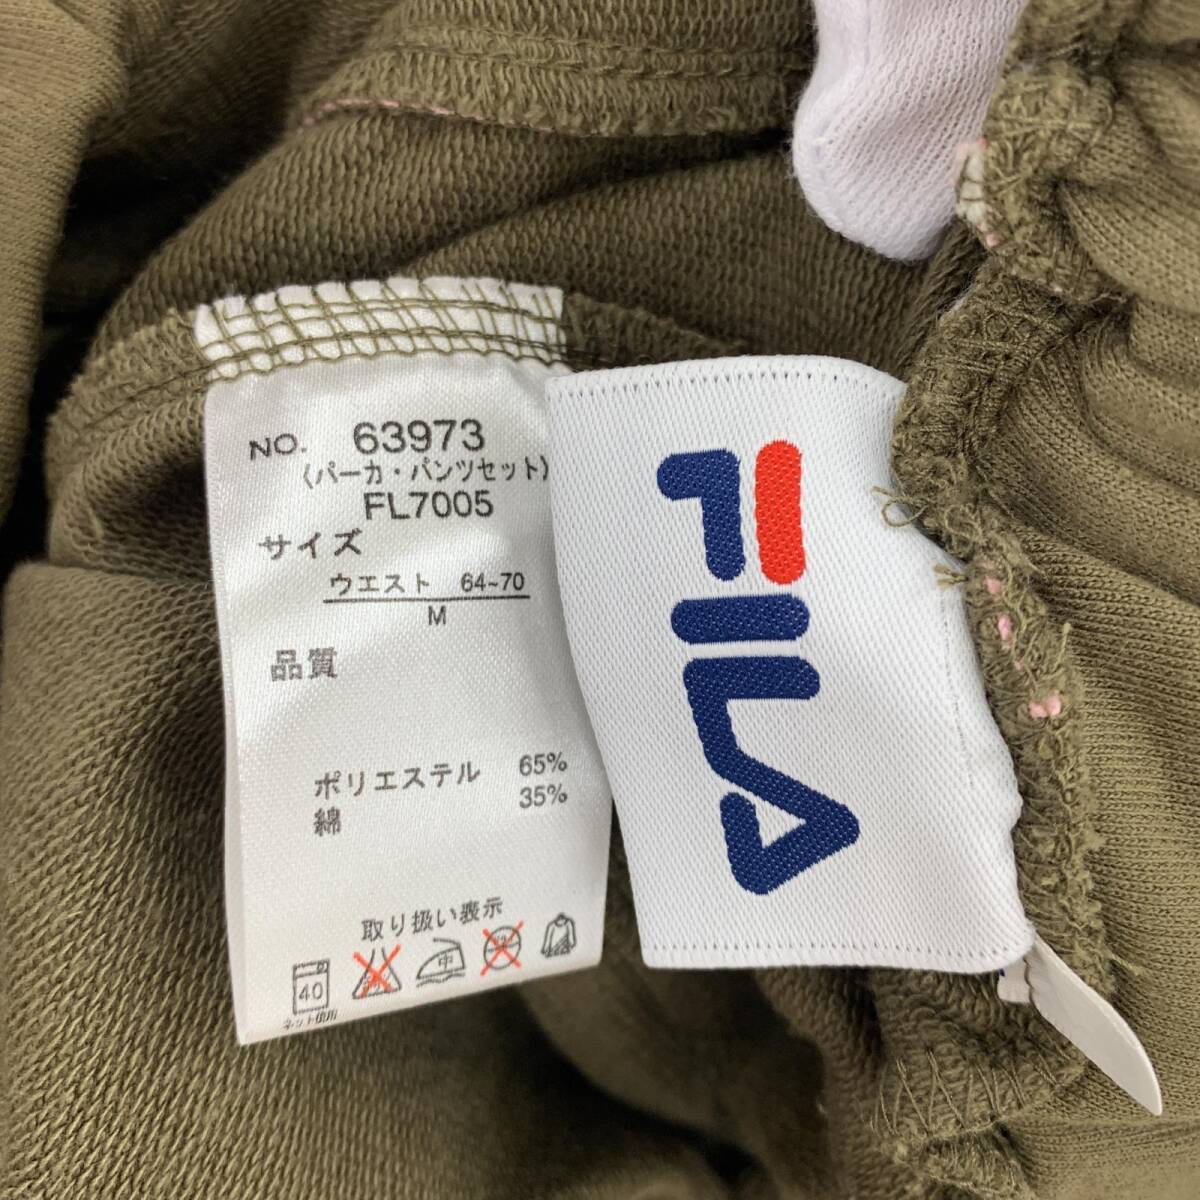 NO. 63973
(パーカ・パンツセット)
FL7005
サイズ
ウエスト 64~70
M
品質
ポリエステル 65%
綿 35%
取り扱い表示
40
中
ネット使用
FILA